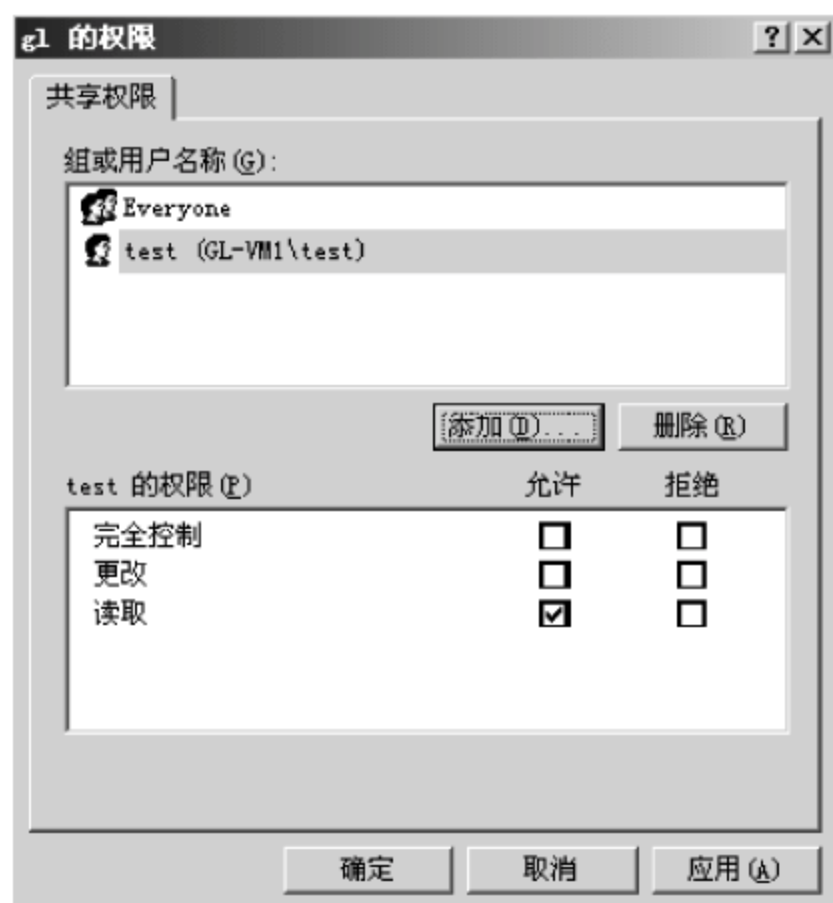 gl 的权限
共享权限
组或用户名称(G):
Everyone
test (GL-VM1\test)
添加(D)... 册除(R)
test 的权限(P) 允许 拒绝
完全控制
更改
读取
确定 取消 应用(A)